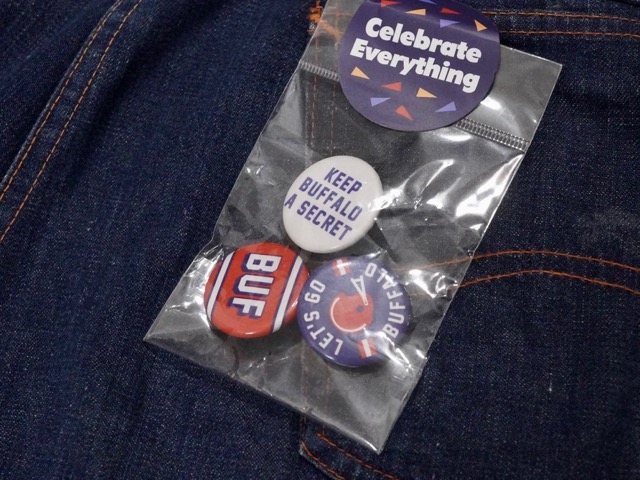 Celebrate
Everything
KEEP
BUFFALO
A SECRET
BUF
LET'S GO
BUFFALO